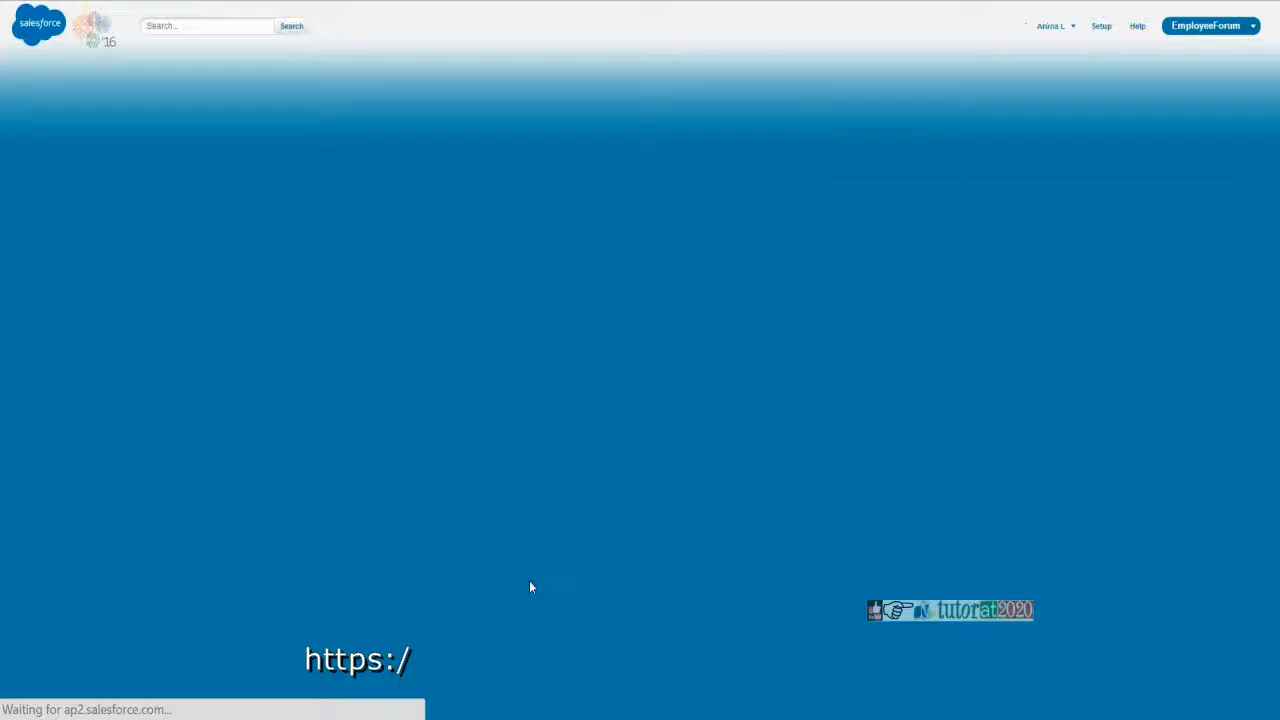 salesforce
'16
Search...
Search
Aruna L
Setup
Help
EmployeeForum
tutorat2020
https:/
Waiting for ap2.salesforce.com...